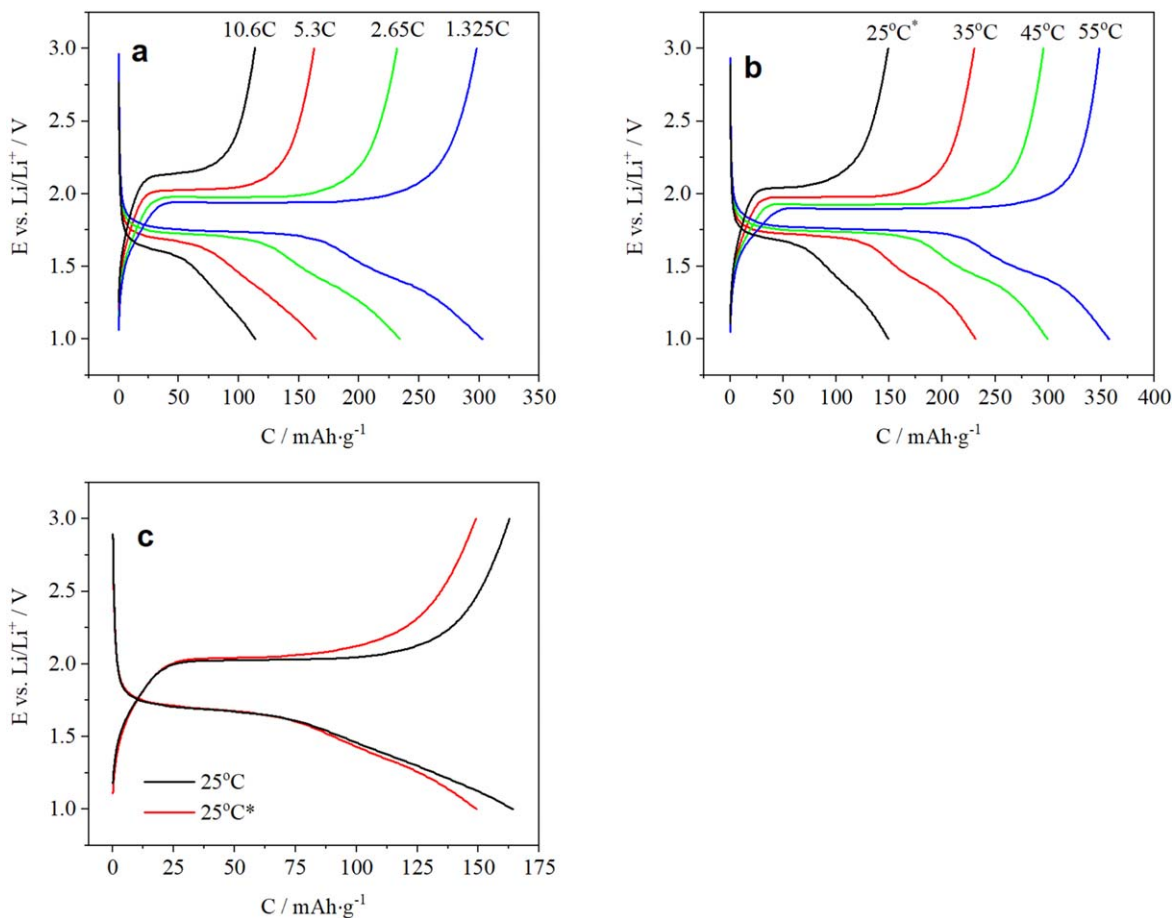 a
10.6C 5.3C 2.65C 1.325C
3.0
2.5
2.0
1.5
1.0
E vs. Li/Li⁺ / V
0 50 100 150 200 250 300 350
C / mAh·g⁻¹
b
25°C* 35°C 45°C 55°C
3.0
2.5
2.0
1.5
1.0
E vs. Li/Li⁺ / V
0 50 100 150 200 250 300 350 400
C / mAh·g⁻¹
c
3.0
2.5
2.0
1.5
1.0
E vs. Li/Li⁺ / V
25°C
25°C*
0 25 50 75 100 125 150 175
C / mAh·g⁻¹